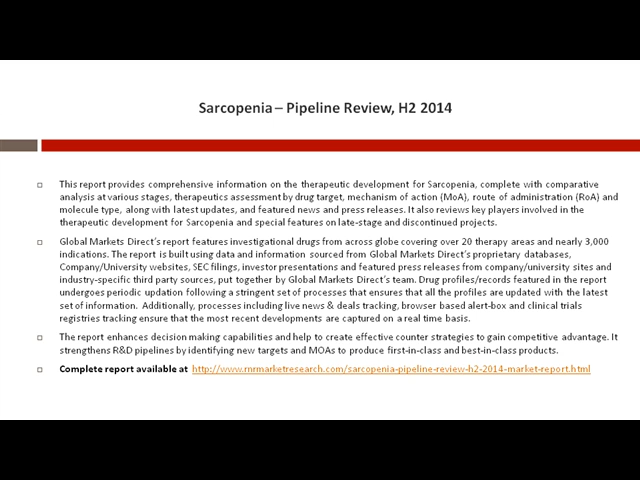 Sarcopenia – Pipeline Review, H2 2014
This report provides comprehensive information on the therapeutic development for Sarcopenia, complete with comparative
analysis at various stages, therapeutics assessment by drug target, mechanism of action (MoA), route of administration (RoA) and
molecule type, along with latest updates, and featured news and press releases. It also reviews key players involved in the
therapeutic development for Sarcopenia and special features on late-stage and discontinued projects.
Global Markets Direct's report features investigational drugs from across globe covering over 20 therapy areas and nearly 3,000
indications. The report is built using data and information sourced from Global Markets Direct's proprietary databases,
Company/University websites, SEC filings, investor presentations and featured press releases from company/university sites and
industry-specific third party sources, put together by Global Markets Direct's team. Drug profiles/records featured in the report
undergoes periodic updation following a stringent set of processes that ensures that all the profiles are updated with the latest
set of information. Additionally, processes including live news & deals tracking, browser based alert-box and clinical trials
registries tracking ensure that the most recent developments are captured on a real time basis.
The report enhances decision making capabilities and help to create effective counter strategies to gain competitive advantage. It
strengthens R&D pipelines by identifying new targets and MOAs to produce first-in-class and best-in-class products.
Complete report available at http://www.rnrmarketresearch.com/sarcopenia-pipeline-review-h2-2014-market-report.html